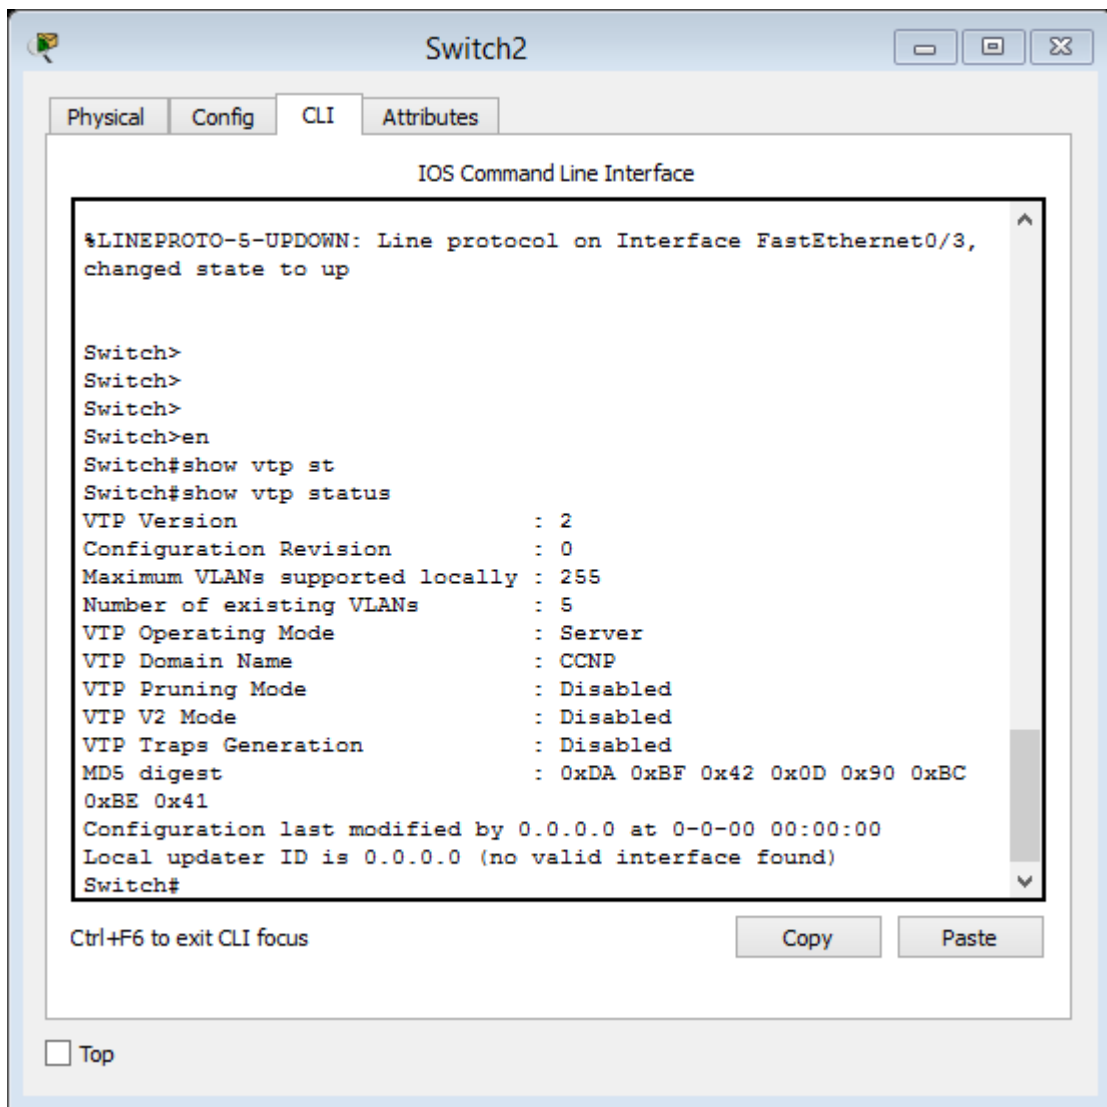 Switch2
Physical Config CLI Attributes
IOS Command Line Interface
%LINEPROTO-5-UPDOWN: Line protocol on Interface FastEthernet0/3,
changed state to up
Switch>
Switch>
Switch>
Switch>en
Switch#show vtp st
Switch#show vtp status
VTP Version : 2
Configuration Revision : 0
Maximum VLANs supported locally : 255
Number of existing VLANs : 5
VTP Operating Mode : Server
VTP Domain Name : CCNP
VTP Pruning Mode : Disabled
VTP V2 Mode : Disabled
VTP Traps Generation : Disabled
MD5 digest : 0xDA 0xBF 0x42 0x0D 0x90 0xBC
0xBE 0x41
Configuration last modified by 0.0.0.0 at 0-0-00 00:00:00
Local updater ID is 0.0.0.0 (no valid interface found)
Switch#
Ctrl+F6 to exit CLI focus Copy Paste
Top